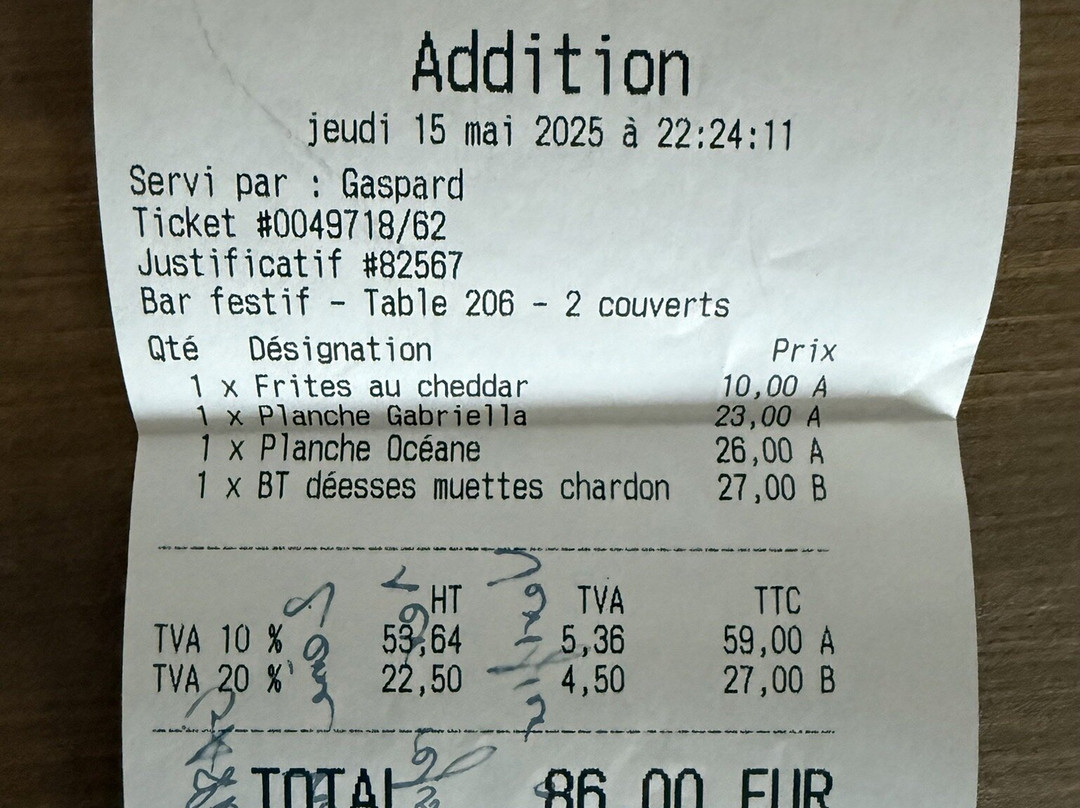 Addition
jeudi 15 mai 2025 à 22:24:11
Servi par : Gaspard
Ticket #0049718/62
Justificatif #82567
Bar festif - Table 206 - 2 couverts
Qté Désignation Prix
1 x Frites au cheddar 10,00 A
1 x Planche Gabriella 23,00 A
1 x Planche Océane 26,00 A
1 x BT déesses muettes chardon 27,00 B
HT TVA TTC
TVA 10 % 53,64 5,36 59,00 A
TVA 20 % 22,50 4,50 27,00 B
TOTAL 86,00 EUR